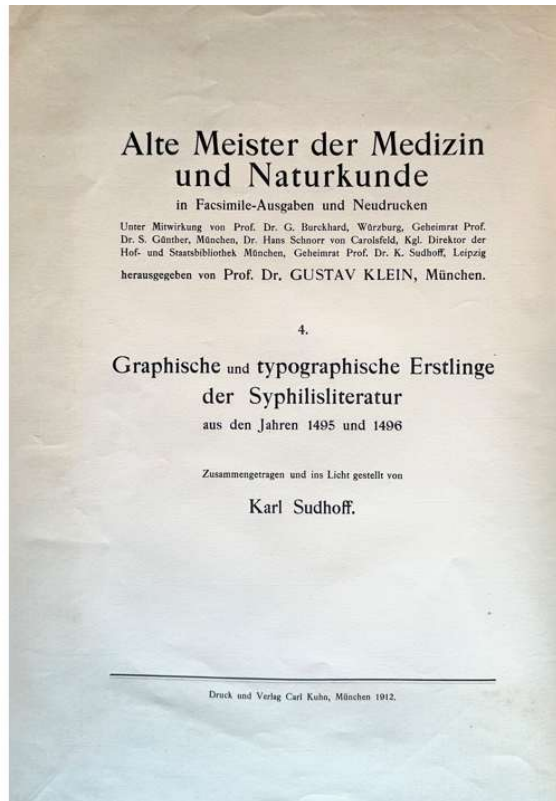 Alte Meister der Medizin
und Naturkunde
in Facsimile-Ausgaben und Neudrucken
Unter Mitwirkung von Prof. Dr. G. Burckhard, Würzburg, Geheimrat Prof.
Dr. S. Günther, München, Dr. Hans Schnorr von Carolsfeld, Kgl. Direktor der
Hof- und Staatsbibliothek München, Geheimrat Prof. Dr. K. Sudhoff, Leipzig
herausgegeben von Prof. Dr. GUSTAV KLEIN, München.
4.
Graphische und typographische Erstlinge
der Syphilisliteratur
aus den Jahren 1495 und 1496
Zusammengetragen und ins Licht gestellt von
Karl Sudhoff.
Druck und Verlag Carl Kuhn, München 1912.